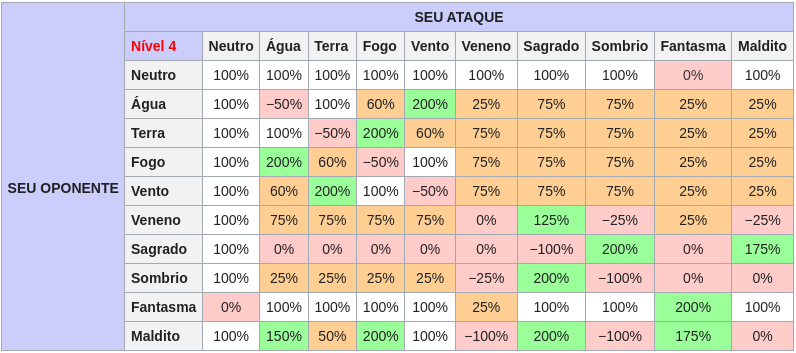 SEU ATAQUE
Nível 4 Neutro Água Terra Fogo Vento Veneno Sagrado Sombrio Fantasma Maldito
Neutro 100% 100% 100% 100% 100% 100% 100% 100% 0% 100%
Água 100% −50% 100% 60% 200% 25% 75% 75% 25% 25%
Terra 100% 100% −50% 200% 60% 75% 75% 75% 25% 25%
Fogo 100% 200% 60% −50% 100% 75% 75% 75% 25% 25%
SEU OPONENTE
Vento 100% 60% 200% 100% −50% 75% 75% 75% 25% 25%
Veneno 100% 75% 75% 75% 75% 0% 125% −25% 25% −25%
Sagrado 100% 0% 0% 0% 0% 0% −100% 200% 0% 175%
Sombrio 100% 25% 25% 25% 25% −25% 200% −100% 0% 0%
Fantasma 0% 100% 100% 100% 100% 25% 100% 100% 200% 100%
Maldito 100% 150% 50% 200% 100% −100% 200% −100% 175% 0%